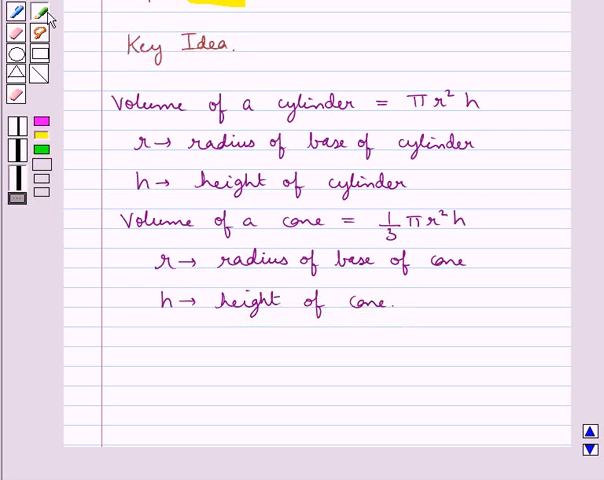 Key Idea.
Volume of a cylinder = πr²h
r→ radius of base of cylinder
h→ height of cylinder
Volume of a cone = 1/3 πr²h
r→ radius of base of cone
h→ height of cone.